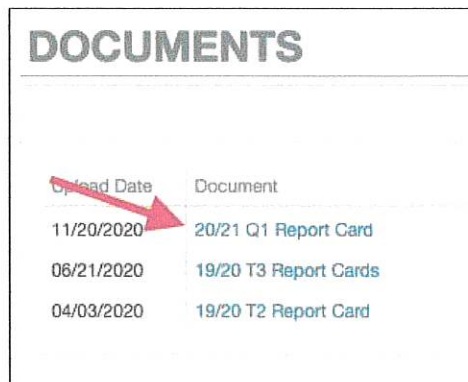 DOCUMENTS
Upload Date Document
11/20/2020 20/21 Q1 Report Card
06/21/2020 19/20 T3 Report Cards
04/03/2020 19/20 T2 Report Card